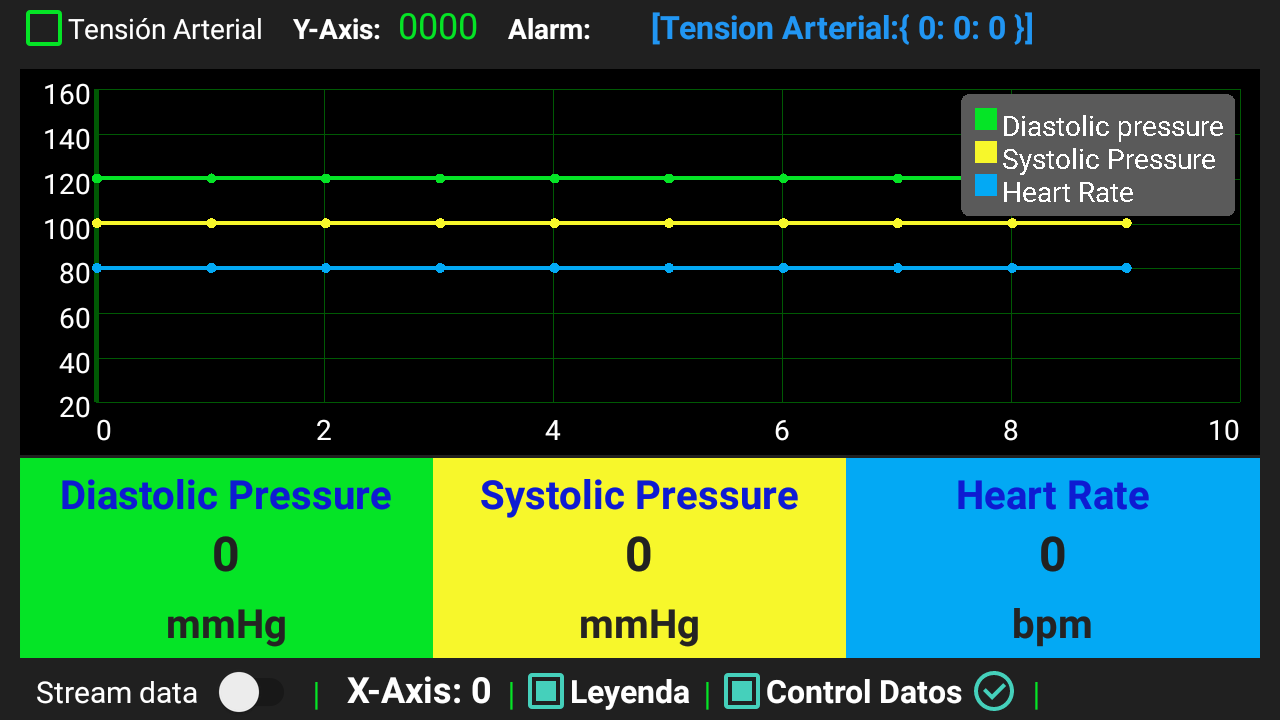 Tensión Arterial Y-Axis: 0000 Alarm: [Tension Arterial:{ 0: 0: 0 }]
160
140
120
100
80
60
40
20
0 2 4 6 8 10
Diastolic pressure
Systolic Pressure
Heart Rate
Diastolic Pressure Systolic Pressure Heart Rate
0 0 0
mmHg mmHg bpm
Stream data | X-Axis: 0 | Leyenda | Control Datos |